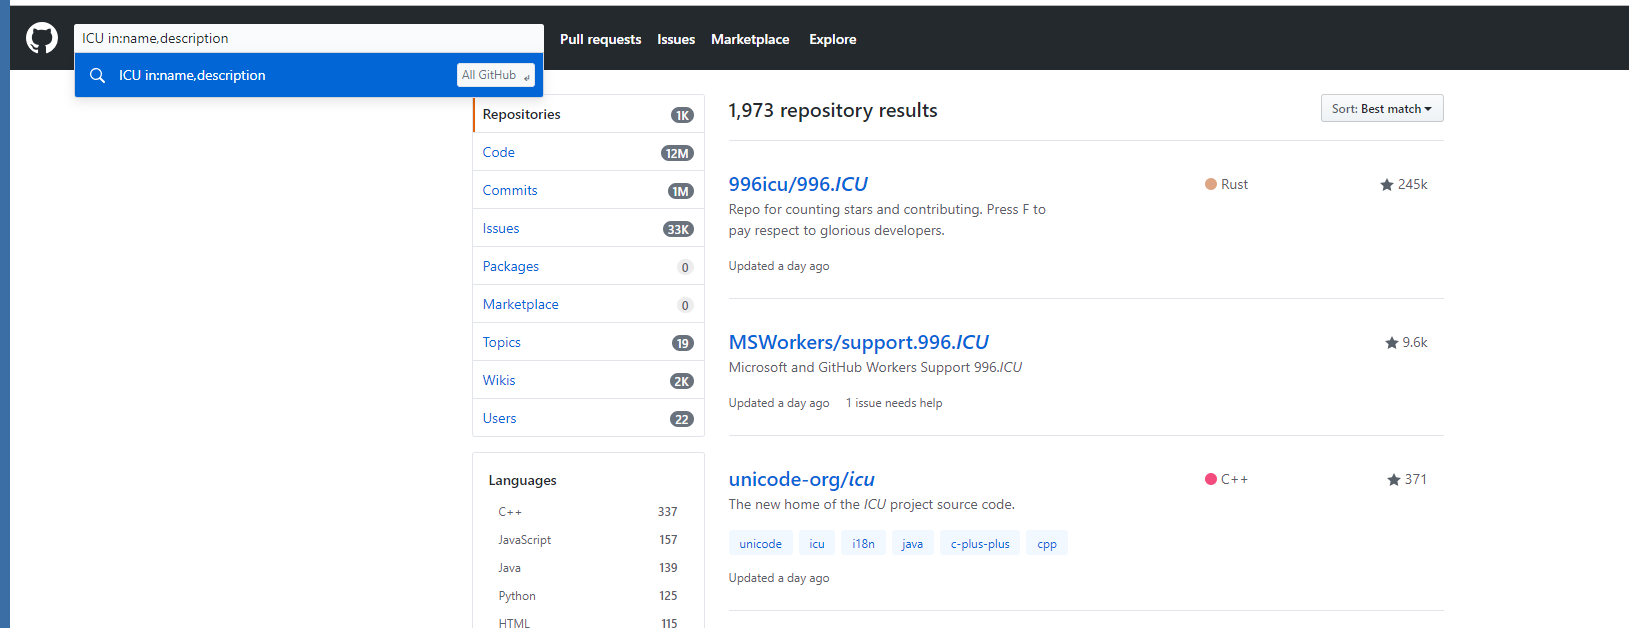 ICU in:name,description
Pull requests Issues Marketplace Explore
ICU in:name,description All GitHub ↵
Repositories 1K
Code 12M
Commits 1M
Issues 33K
Packages 0
Marketplace 0
Topics 19
Wikis 2K
Users 22
Languages
C++ 337
JavaScript 157
Java 139
Python 125
HTML 115
1,973 repository results
Sort: Best match
996icu/996.ICU
Rust
245k
Repo for counting stars and contributing. Press F to
pay respect to glorious developers.
Updated a day ago
MSWorkers/support.996.ICU
9.6k
Microsoft and GitHub Workers Support 996.ICU
Updated a day ago 1 issue needs help
unicode-org/icu
C++
371
The new home of the ICU project source code.
unicode icu i18n java c-plus-plus cpp
Updated a day ago